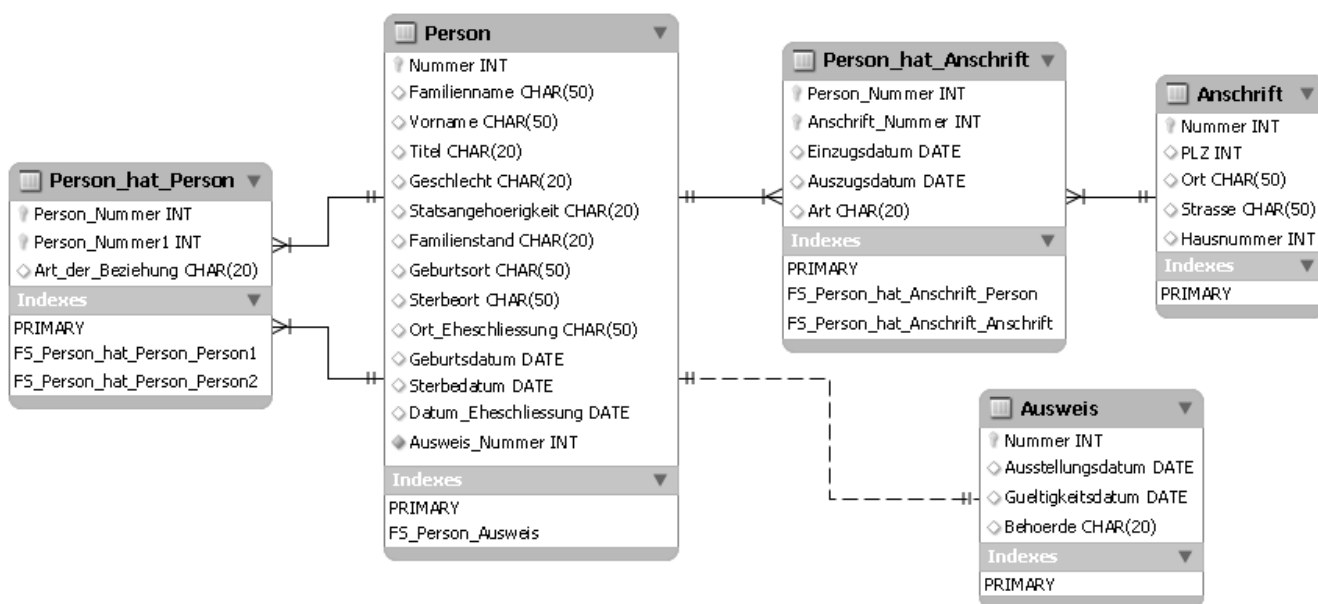 Person_hat_Person
Person_Nummer INT
Person_Nummer1 INT
Art_der_Beziehung CHAR(20)
Indexes
PRIMARY
FS_Person_hat_Person_Person1
FS_Person_hat_Person_Person2
Person
Nummer INT
Familienname CHAR(50)
Vorname CHAR(50)
Titel CHAR(20)
Geschlecht CHAR(20)
Statsangehoerigkeit CHAR(20)
Familienstand CHAR(20)
Geburtsort CHAR(50)
Sterbeort CHAR(50)
Ort_Eheschliessung CHAR(50)
Geburtsdatum DATE
Sterbedatum DATE
Datum_Eheschliessung DATE
Ausweis_Nummer INT
Indexes
PRIMARY
FS_Person_Ausweis
Person_hat_Anschrift
Person_Nummer INT
Anschrift_Nummer INT
Einzugsdatum DATE
Auszugsdatum DATE
Art CHAR(20)
Indexes
PRIMARY
FS_Person_hat_Anschrift_Person
FS_Person_hat_Anschrift_Anschrift
Anschrift
Nummer INT
PLZ INT
Ort CHAR(50)
Strasse CHAR(50)
Hausnummer INT
Indexes
PRIMARY
Ausweis
Nummer INT
Ausstellungsdatum DATE
Gueltigkeitsdatum DATE
Behoerde CHAR(20)
Indexes
PRIMARY